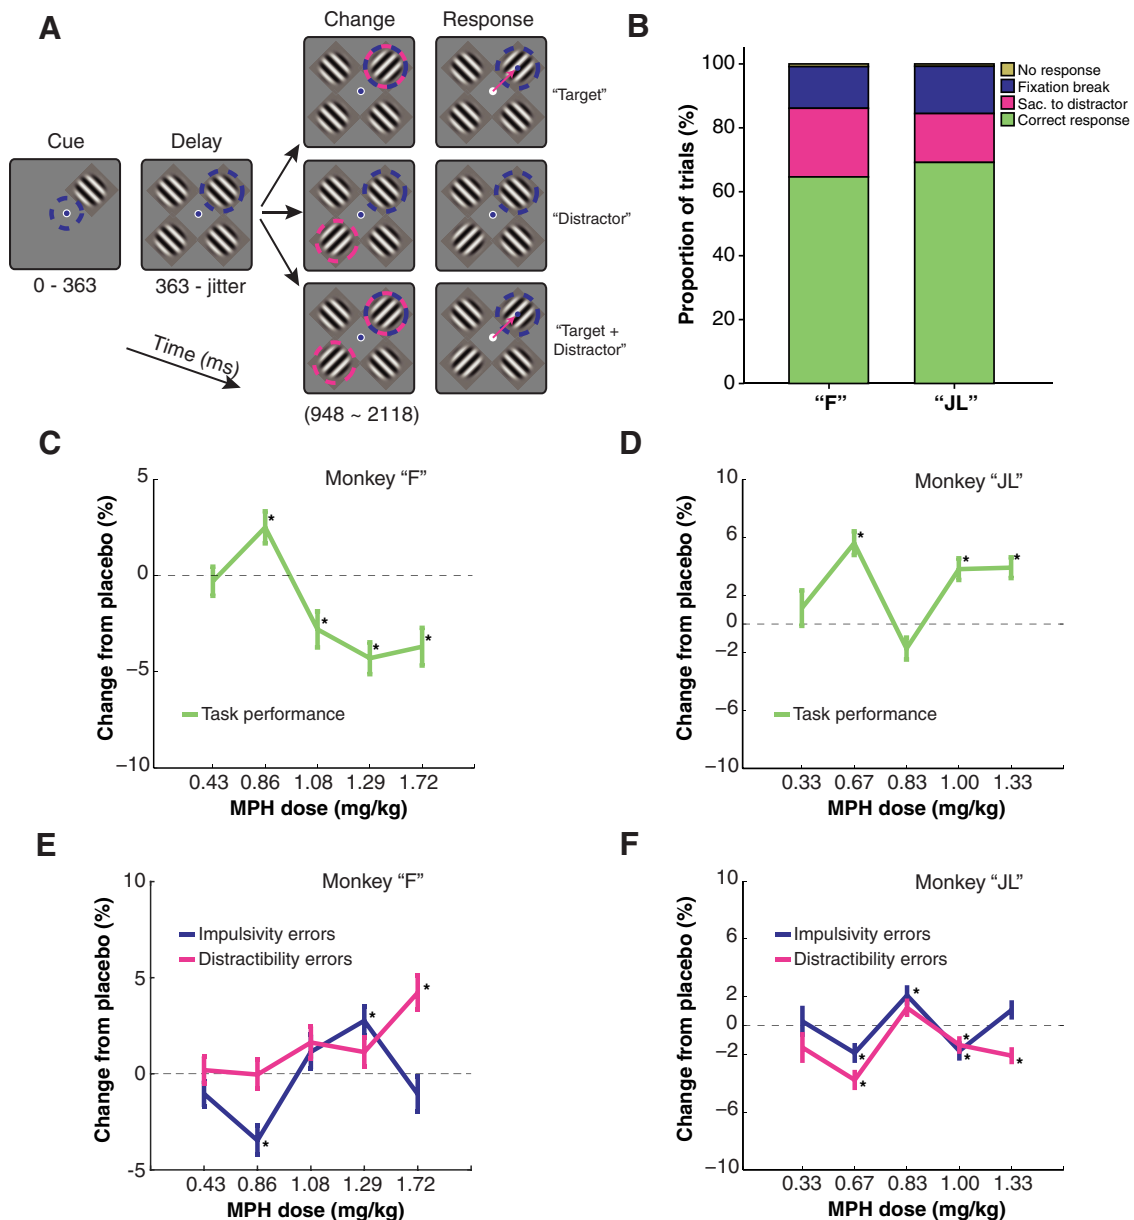 A
Change
Response
"Target"
Cue
Delay
"Distractor"
0 - 363
363 - jitter
"Target +
Distractor"
Time (ms)
(948 ~ 2118)
B
Proportion of trials (%)
100
80
60
40
20
0
"F"
"JL"
No response
Fixation break
Sac. to distractor
Correct response
C
Monkey "F"
Change from placebo (%)
5
0
−5
−10
* * * *
Task performance
0.43 0.86 1.08 1.29 1.72
MPH dose (mg/kg)
D
Monkey "JL"
Change from placebo (%)
10
6
2
0
−2
−6
−10
* * *
Task performance
0.33 0.67 0.83 1.00 1.33
MPH dose (mg/kg)
E
Monkey "F"
Change from placebo (%)
10
5
0
-5
Impulsivity errors
Distractibility errors
* * *
0.43 0.86 1.08 1.29 1.72
MPH dose (mg/kg)
F
Monkey "JL"
Change from placebo (%)
10
6
2
0
−2
−6
−10
Impulsivity errors
Distractibility errors
* * * * * *
0.33 0.67 0.83 1.00 1.33
MPH dose (mg/kg)